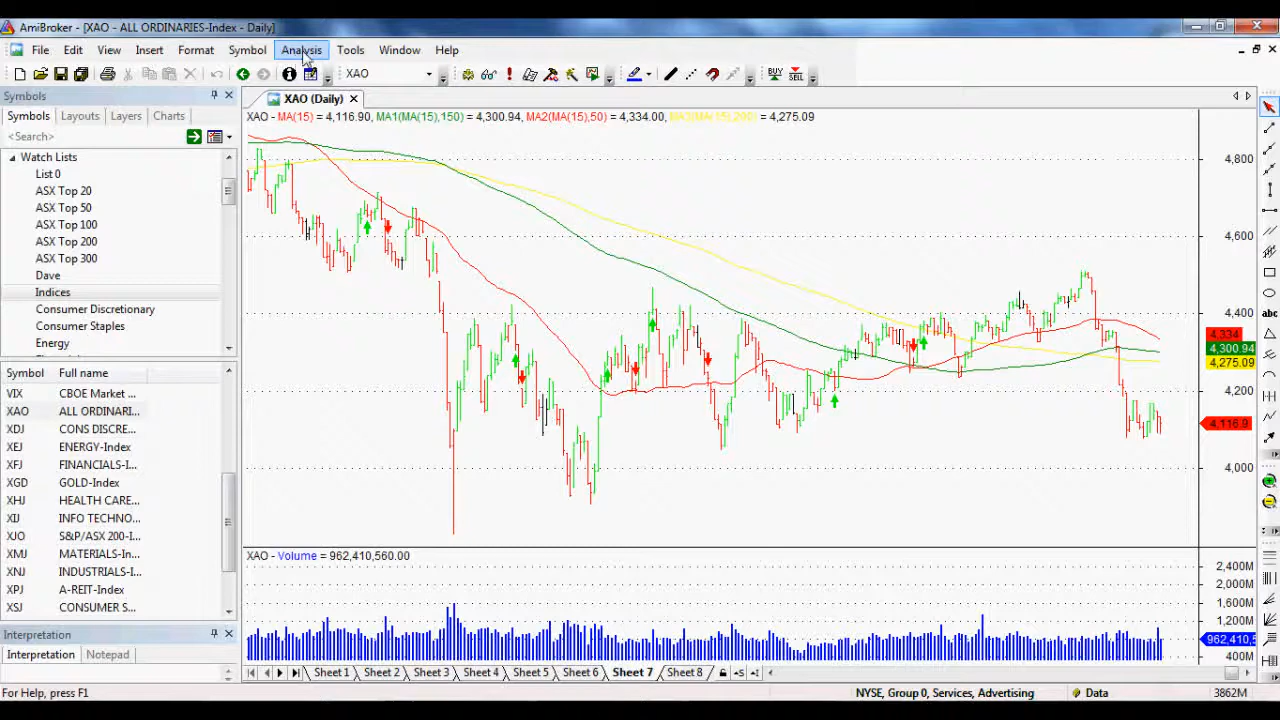 AmiBroker - [XAO - ALL ORDINARIES-Index - Daily]
File Edit View Insert Format Symbol Analysis Tools Window Help
XAO
BUY SELL
Symbols
XAO (Daily)
Symbols Layouts Layers Charts
XAO - MA(15) = 4,116.90, MA1(MA(15),150) = 4,300.94, MA2(MA(15),50) = 4,334.00, MA3(MA(15),200) = 4,275.09
<Search>
Watch Lists
List 0
ASX Top 20
ASX Top 50
ASX Top 100
ASX Top 200
ASX Top 300
Dave
Indices
Consumer Discretionary
Consumer Staples
Energy
4,800
4,600
4,400
4,334
4,300.94
4,275.09
4,200
4,116.9
4,000
abc
Symbol Full name
VIX CBOE Market ...
XAO ALL ORDINARI...
XDJ CONS DISCRE...
XEJ ENERGY-Index
XFJ FINANCIALS-I...
XGD GOLD-Index
XHJ HEALTH CARE...
XIJ INFO TECHNO...
XJO S&P/ASX 200-I...
XMJ MATERIALS-In...
XNJ INDUSTRIALS-I...
XPJ A-REIT-Index
XSJ CONSUMER S...
XAO - Volume = 962,410,560.00
2,400M
2,000M
1,600M
1,200M
962,410,5
400M
Interpretation
Interpretation Notepad
Sheet 1 Sheet 2 Sheet 3 Sheet 4 Sheet 5 Sheet 6 Sheet 7 Sheet 8
For Help, press F1
NYSE, Group 0, Services, Advertising
Data
3862M